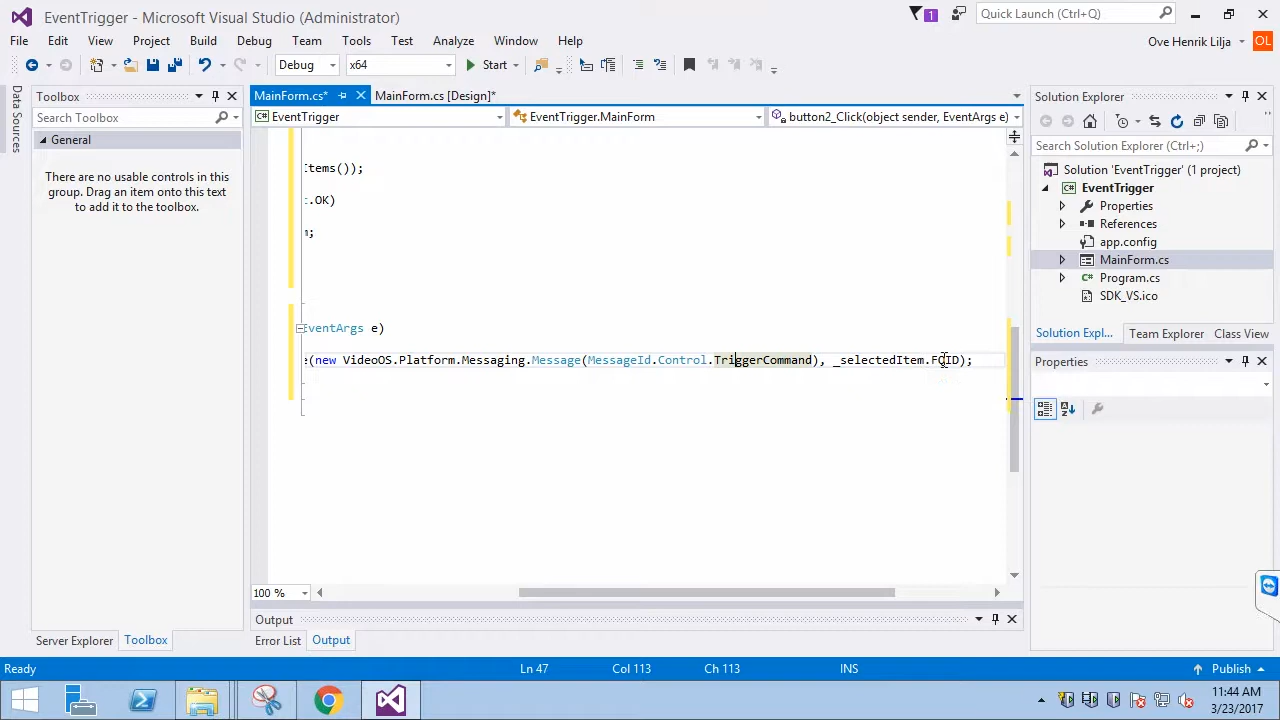 EventTrigger - Microsoft Visual Studio (Administrator)
1
Quick Launch (Ctrl+Q)
File Edit View Project Build Debug Team Tools Test Analyze Window Help
Ove Henrik Lilja
OL
Debug x64 Start
Data Sources
Toolbox
Search Toolbox
General
There are no usable controls in this
group. Drag an item onto this text
to add it to the toolbox.
Server Explorer Toolbox
MainForm.cs* MainForm.cs [Design]*
EventTrigger EventTrigger.MainForm button2_Click(object sender, EventArgs e)
tems());
.OK)
;
ventArgs e)
(new VideoOS.Platform.Messaging.Message(MessageId.Control.TriggerCommand), _selectedItem.FQID);
100 %
Output
Error List Output
Solution Explorer
Search Solution Explorer (Ctrl+;)
Solution 'EventTrigger' (1 project)
EventTrigger
Properties
References
app.config
MainForm.cs
Program.cs
SDK_VS.ico
Solution Expl... Team Explorer Class View
Properties
Ready Ln 47 Col 113 Ch 113 INS Publish
11:44 AM
3/23/2017